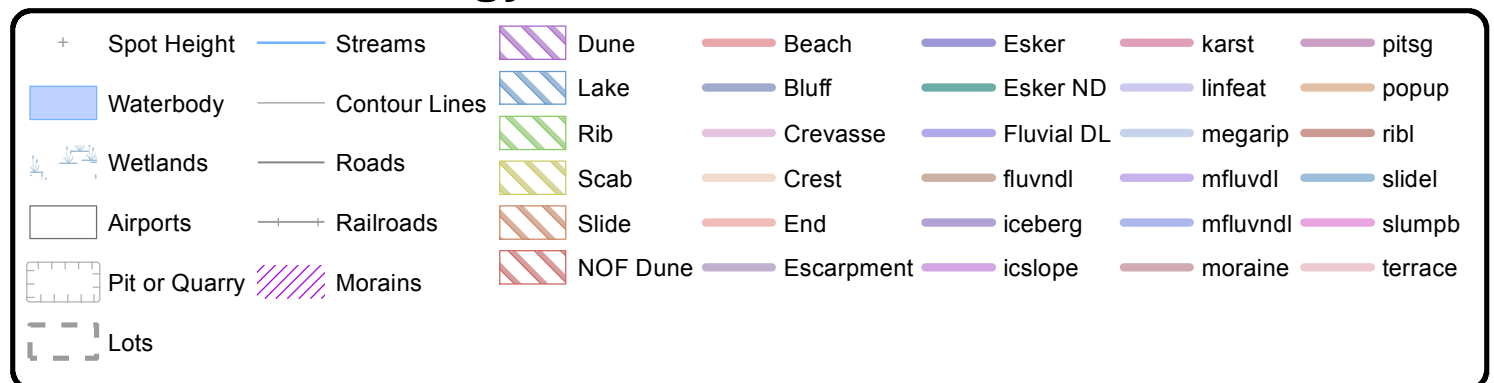 gy
Spot Height
Waterbody
Wetlands
Airports
Pit or Quarry
Lots
Streams
Contour Lines
Roads
Railroads
Morains
Dune
Lake
Rib
Scab
Slide
NOF Dune
Beach
Bluff
Crevasse
Crest
End
Escarpment
Esker
Esker ND
Fluvial DL
fluvndl
iceberg
icslope
karst
linfeat
megarip
mfluvdl
mfluvndl
moraine
pitsg
popup
ribl
slidel
slumpb
terrace